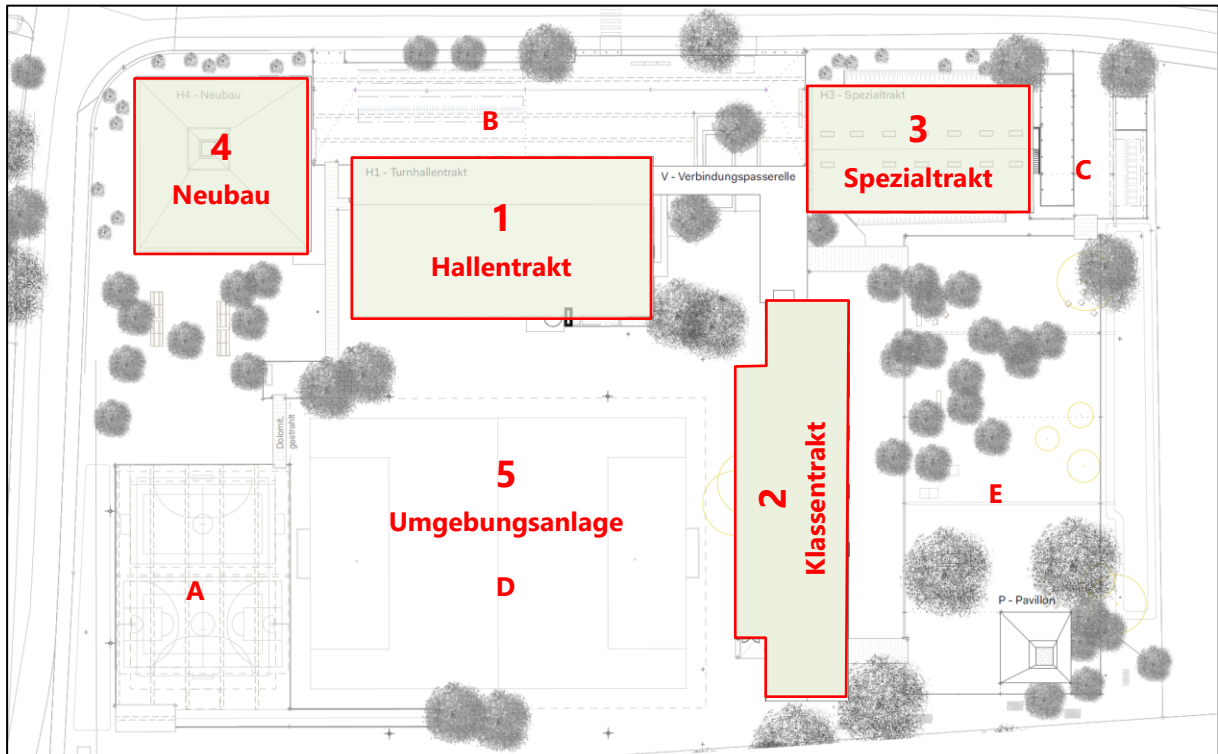 H4 - Neubau
4
Neubau
B
H3 - Spezialtrakt
3
Spezialtrakt
C
H1 - Turnhallentrakt
1
Hallentrakt
V - Verbindungspasserelle
Dolomit,
gestrahlt
5
Umgebungsanlage
D
A
2
Klassentrakt
E
P - Pavillon